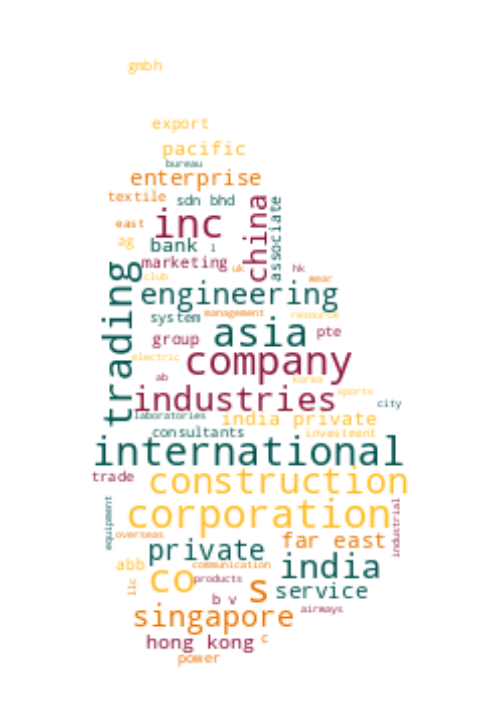 gmbh
export
pacific
bureau
enterprise
textile
sdn bhd
china
associate
inc
east
ag
bank
l
marketing
uk
hk
club
wear
trading
engineering
system
management
resource
asia
pte
group
electric
company
ab
korea
sports
industries
city
laboratories
india private
consultants
investment
international
trade
construction
equipment
corporation
industrial
overseas
far east
private
abb
communication
india
co
products
llc
s
service
b v
airways
singapore
hong kong
c
power